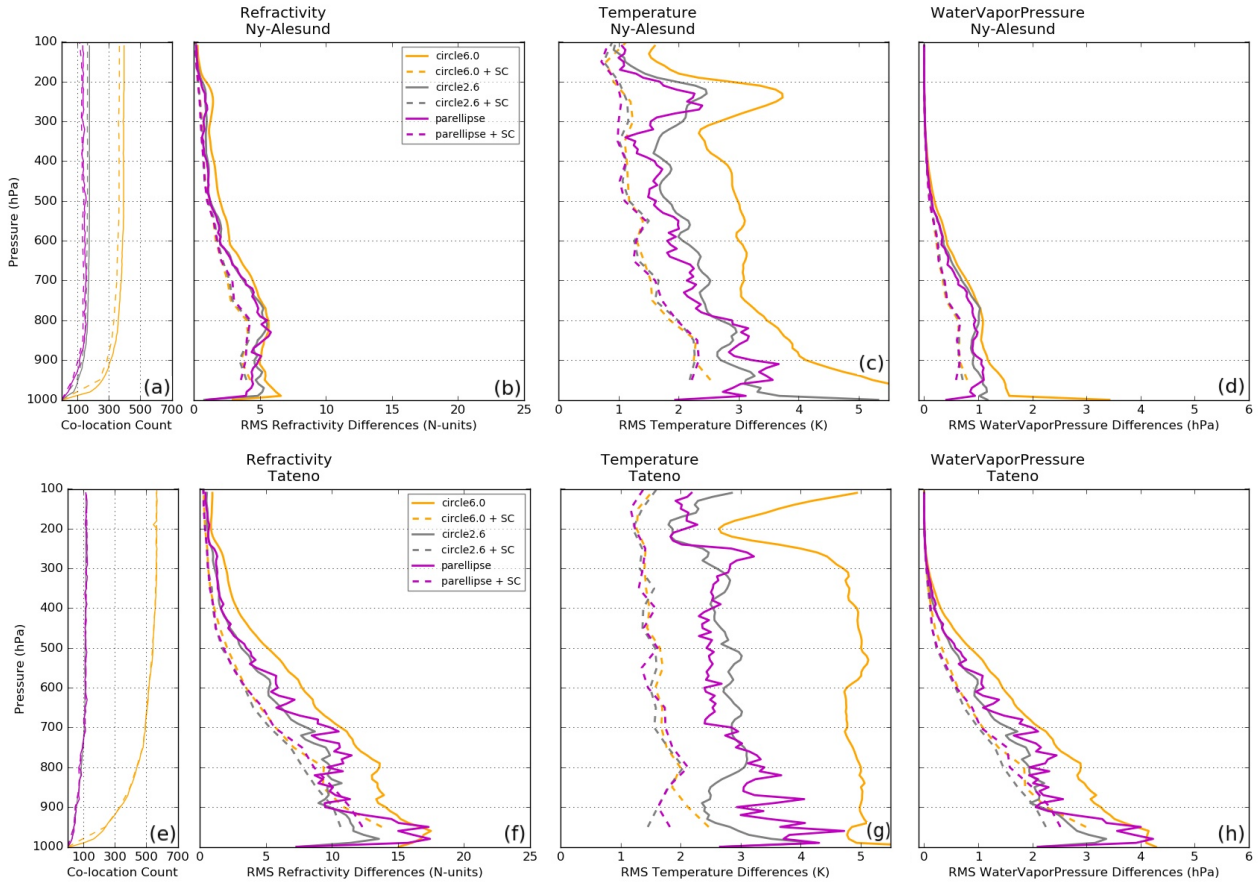 Refractivity
Ny-Alesund
Temperature
Ny-Alesund
WaterVaporPressure
Ny-Alesund
Pressure (hPa)
100
200
300
400
500
600
700
800
900
1000
100 300 500 700
Co-location Count
(a)
circle6.0
circle6.0 + SC
circle2.6
circle2.6 + SC
parellipse
parellipse + SC
0 5 10 15 20 25
RMS Refractivity Differences (N-units)
(b)
0 1 2 3 4 5
RMS Temperature Differences (K)
(c)
0 1 2 3 4 5 6
RMS WaterVaporPressure Differences (hPa)
(d)
Refractivity
Tateno
Temperature
Tateno
WaterVaporPressure
Tateno
Pressure (hPa)
100
200
300
400
500
600
700
800
900
1000
100 300 500 700
Co-location Count
(e)
circle6.0
circle6.0 + SC
circle2.6
circle2.6 + SC
parellipse
parellipse + SC
0 5 10 15 20 25
RMS Refractivity Differences (N-units)
(f)
0 1 2 3 4 5
RMS Temperature Differences (K)
(g)
0 1 2 3 4 5 6
RMS WaterVaporPressure Differences (hPa)
(h)